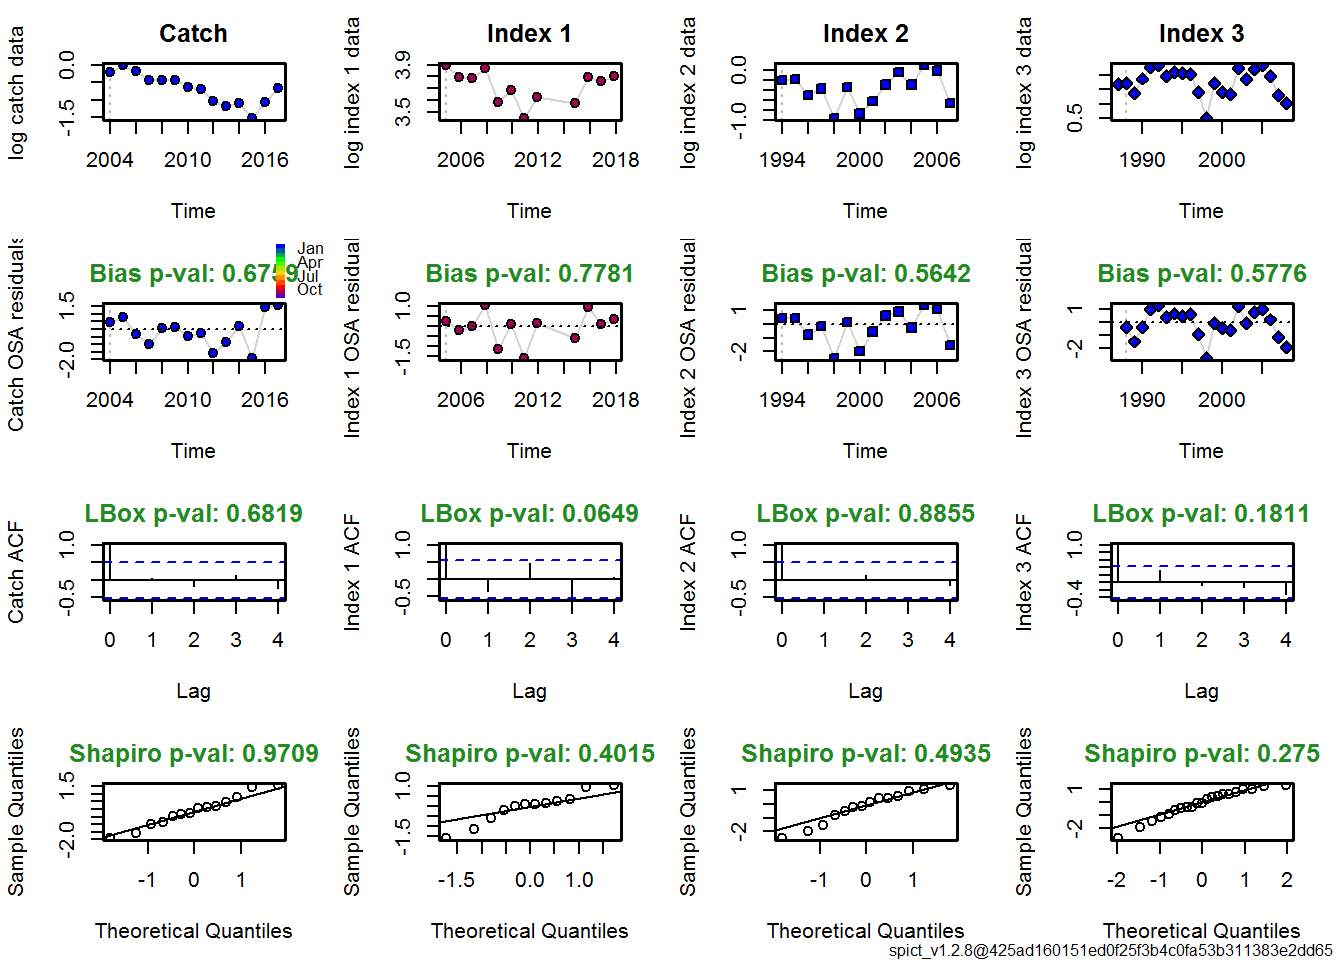 Catch
log catch data
-1.5 0.0
2004 2010 2016
Time
Index 1
log index 1 data
3.5 3.9
2006 2012 2018
Time
Index 2
log index 2 data
-1.0 0.0
1994 2000 2006
Time
Index 3
log index 3 data
0.5
1990 2000
Time
Bias p-val: 0.6759
Jan
Apr
Jul
Oct
Catch OSA residuals
-2.0 1.5
2004 2010 2016
Time
Bias p-val: 0.7781
Index 1 OSA residual
-1.5 1.0
2006 2012 2018
Time
Bias p-val: 0.5642
Index 2 OSA residual
-2 1
1994 2000 2006
Time
Bias p-val: 0.5776
Index 3 OSA residual
-2 1
1990 2000
Time
LBox p-val: 0.6819
Catch ACF
-0.5 1.0
0 1 2 3 4
Lag
LBox p-val: 0.0649
Index 1 ACF
-0.5 1.0
0 1 2 3 4
Lag
LBox p-val: 0.8855
Index 2 ACF
-0.5 1.0
0 1 2 3 4
Lag
LBox p-val: 0.1811
Index 3 ACF
-0.4 1.0
0 1 2 3 4
Lag
Shapiro p-val: 0.9709
Sample Quantiles
-2.0 1.5
-1 0 1
Theoretical Quantiles
Shapiro p-val: 0.4015
Sample Quantiles
-1.5 1.0
-1.5 0.0 1.0
Theoretical Quantiles
Shapiro p-val: 0.4935
Sample Quantiles
-2 1
-1 0 1
Theoretical Quantiles
Shapiro p-val: 0.275
Sample Quantiles
-2 1
-2 -1 0 1 2
Theoretical Quantiles
spict_v1.2.8@425ad160151ed0f25f3b4c0fa53b311383e2dd65